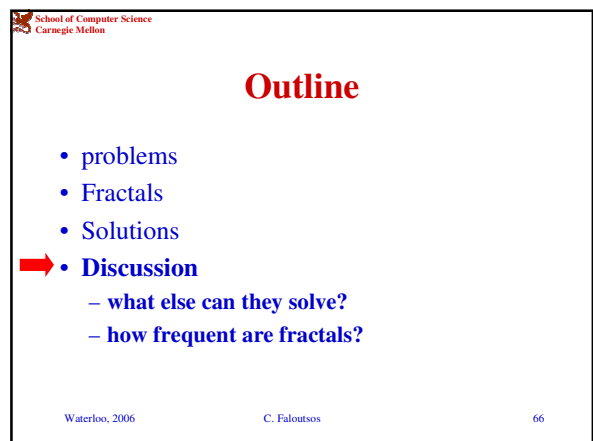 School of Computer Science
Carnegie Mellon
Outline
• problems
• Fractals
• Solutions
• Discussion
– what else can they solve?
– how frequent are fractals?
Waterloo, 2006 C. Faloutsos 66